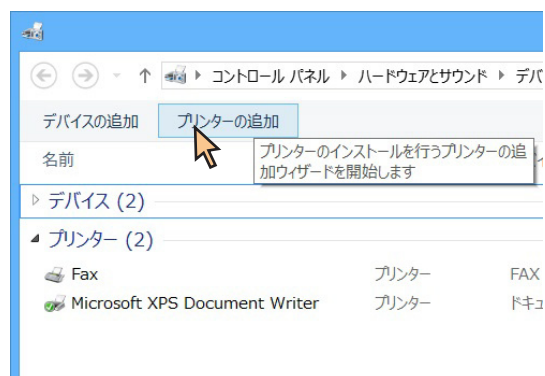 コントロール パネル ハードウェアとサウンド デバ
デバイスの追加 プリンターの追加
名前
プリンターのインストールを行うプリンターの追
加ウィザードを開始します
デバイス (2)
プリンター (2)
Fax プリンター FAX
Microsoft XPS Document Writer プリンター ドキュ